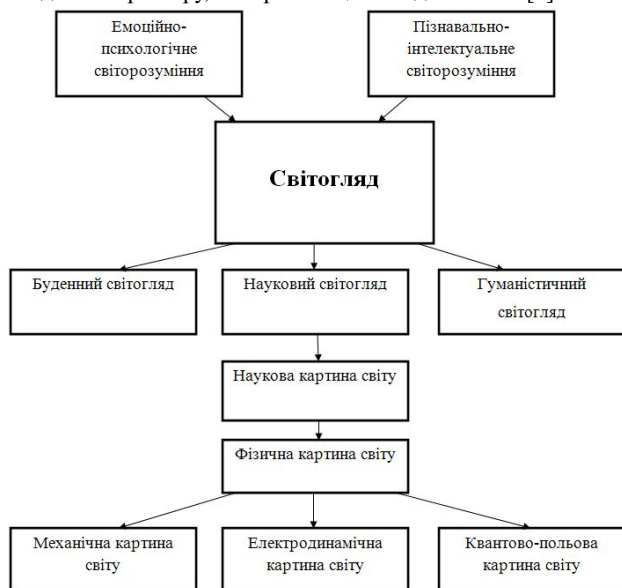 Емоційно-
психологічне
світорозуміння
Пізнавально-
інтелектуальне
світорозуміння
Світогляд
Буденний світогляд
Науковий світогляд
Гуманістичний
світогляд
Наукова картина світу
Фізична картина світу
Механічна картина
світу
Електродинамічна
картина світу
Квантово-польова
картина світу